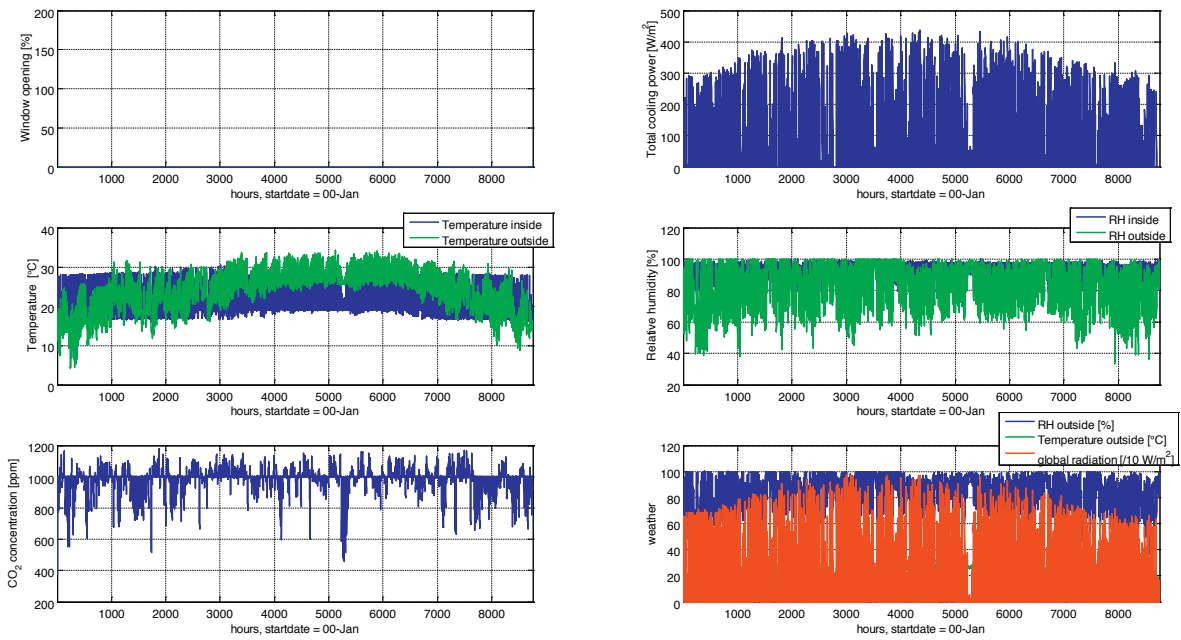 Window opening [%]
200
150
100
50
0
1000 2000 3000 4000 5000 6000 7000 8000
hours, startdate = 00-Jan
Total cooling power [W/m²]
500
400
300
200
100
0
1000 2000 3000 4000 5000 6000 7000 8000
hours, startdate = 00-Jan
Temperature inside
Temperature outside
Temperature [°C]
40
30
20
10
0
1000 2000 3000 4000 5000 6000 7000 8000
hours, startdate = 00-Jan
RH inside
RH outside
Relative humidity [%]
120
100
80
60
40
20
1000 2000 3000 4000 5000 6000 7000 8000
hours, startdate = 00-Jan
CO₂ concentration [ppm]
1200
1000
800
600
400
200
1000 2000 3000 4000 5000 6000 7000 8000
hours, startdate = 00-Jan
RH outside [%]
Temperature outside [°C]
global radiation [/10 W/m²]
weather
120
100
80
60
40
20
0
1000 2000 3000 4000 5000 6000 7000 8000
hours, startdate = 00-Jan